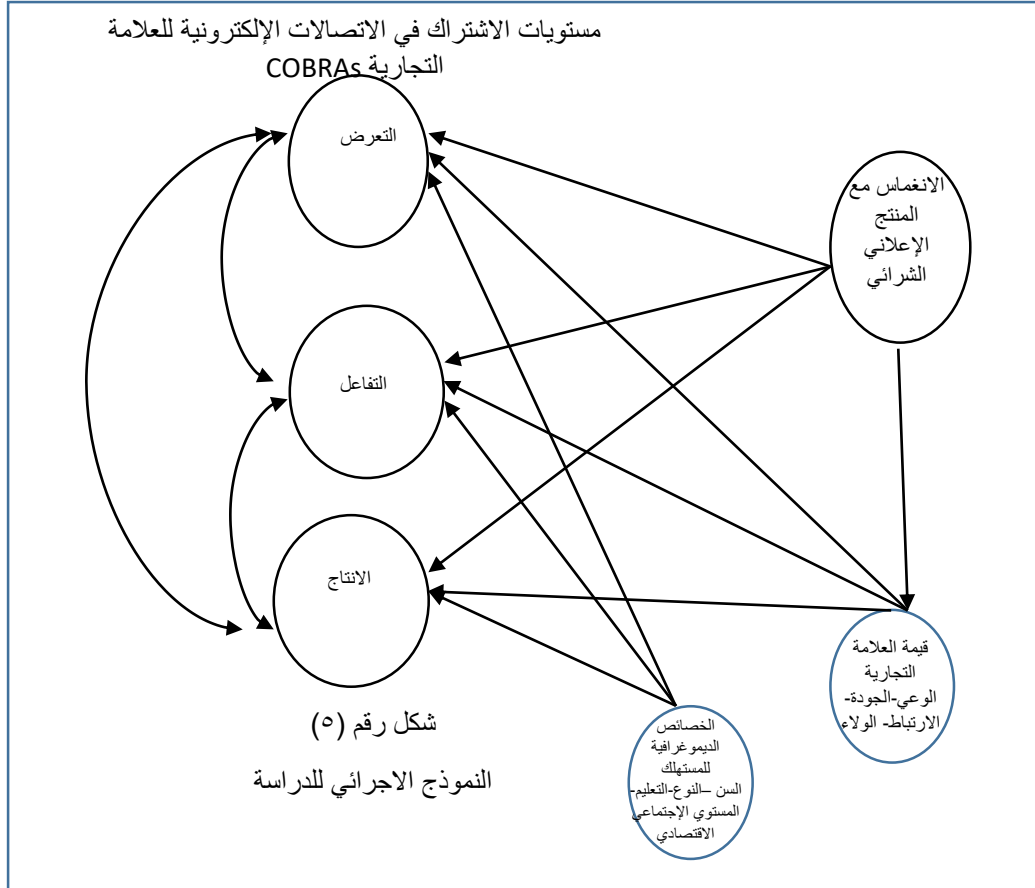 مستويات الاشتراك في الاتصالات الإلكترونية للعلامة
التجارية COBRAs
التعرض
الانغماس مع
المنتج
الإعلاني
الشرائي
التفاعل
الانتاج
قيمة العلامة
التجارية
الوعي-الجودة-
الارتباط- الولاء
الخصائص
الديموغرافية
للمستهلك
السن –النوع-التعليم-
المستوي الإجتماعي
الاقتصادي
شكل رقم (٥)
النموذج الاجرائي للدراسة